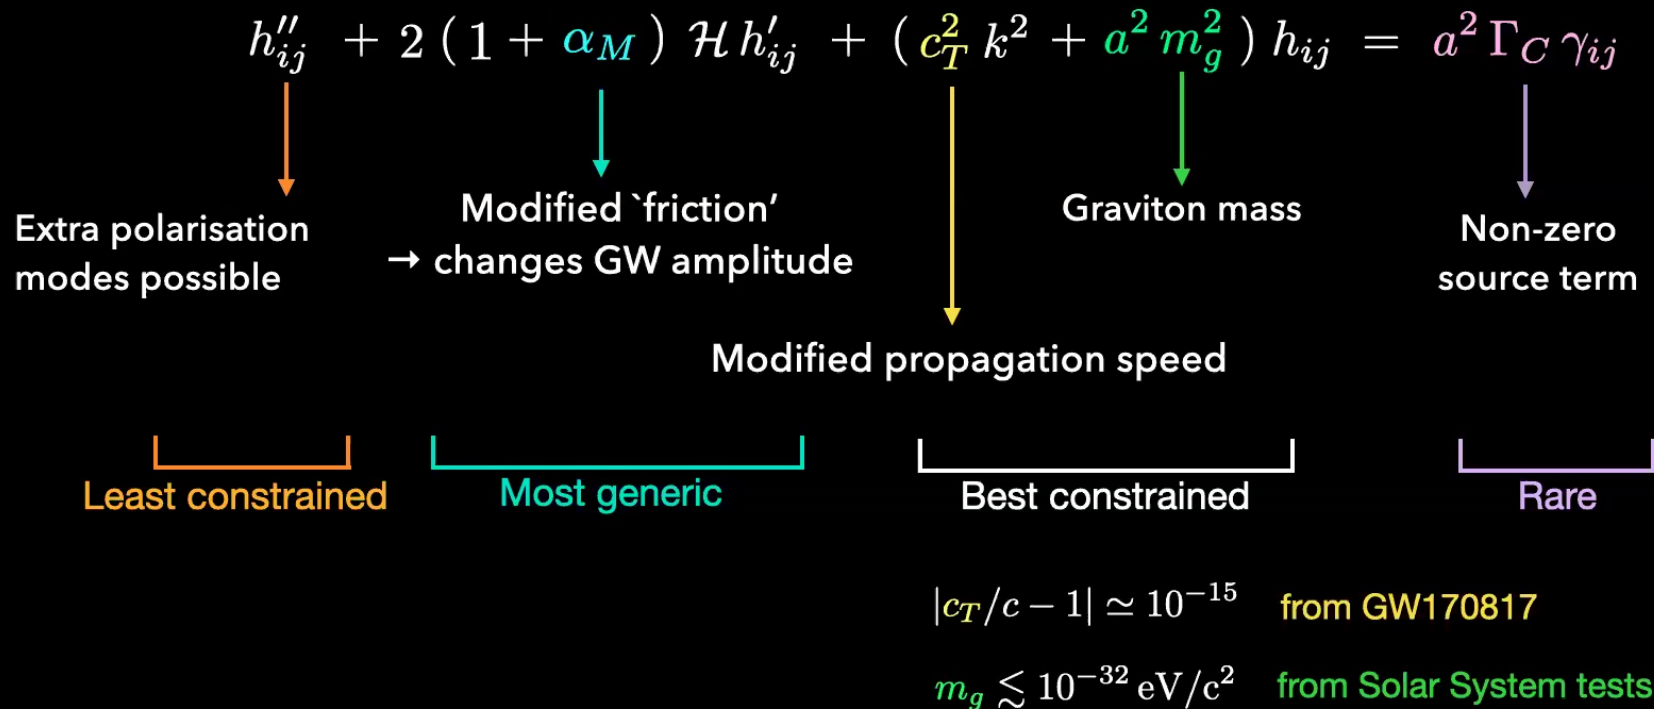 h''_{ij} + 2 ( 1 + α_M ) ℋ h'_{ij} + ( c_T^2 k^2 + a^2 m_g^2 ) h_{ij} = a^2 Γ_C γ_{ij}
Extra polarisation
modes possible
Modified `friction’
→ changes GW amplitude
Modified propagation speed
Graviton mass
Non-zero
source term
Least constrained
Most generic
Best constrained
Rare
|c_T/c − 1| ≃ 10^{−15} from GW170817
m_g ≲ 10^{−32} eV/c^2 from Solar System tests